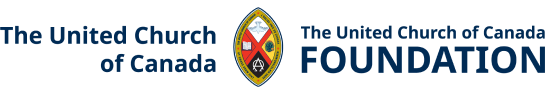 The United Church
of Canada
The United Church of Canada
FOUNDATION